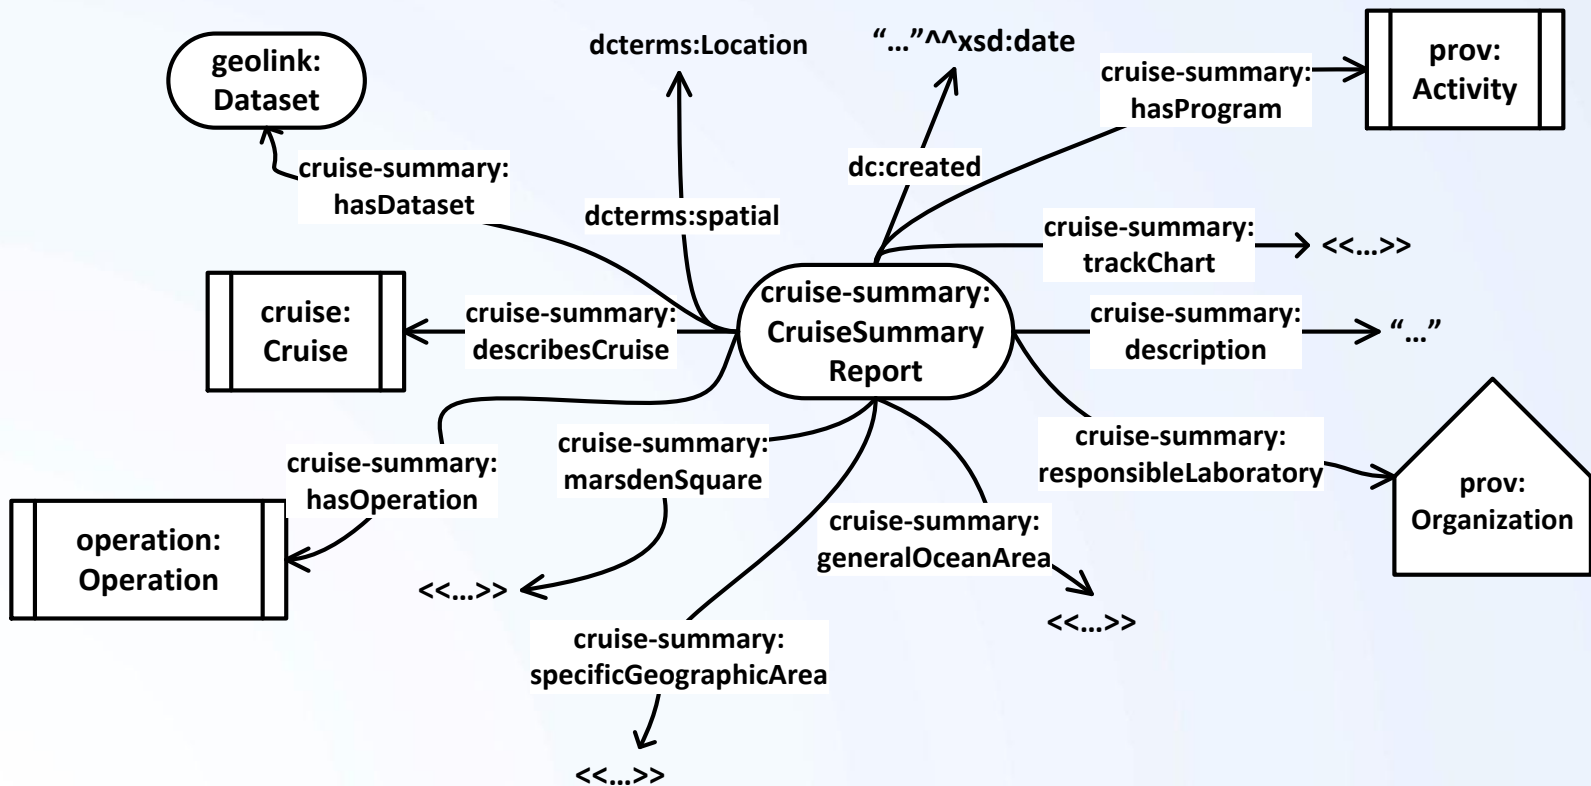 geolink:
Dataset
dcterms:Location
“...”^^xsd:date
cruise-summary:
hasProgram
prov:
Activity
cruise-summary:
hasDataset
dcterms:spatial
dc:created
cruise-summary:
trackChart
<<...>>
cruise:
Cruise
cruise-summary:
describesCruise
cruise-summary:
CruiseSummary
Report
cruise-summary:
description
“...”
cruise-summary:
hasOperation
cruise-summary:
marsdenSquare
cruise-summary:
responsibleLaboratory
prov:
Organization
operation:
Operation
cruise-summary:
generalOceanArea
<<...>>
<<...>>
cruise-summary:
specificGeographicArea
<<...>>